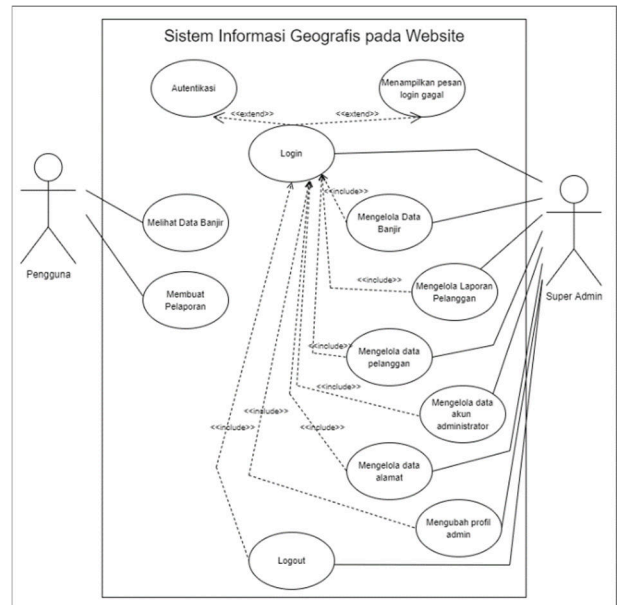 Sistem Informasi Geografis pada Website
Autentikasi
Menampilkan pesan
login gagal
<<extend>>
<<extend>>
Login
<<include>>
Melihat Data Banjir
Mengelola Data
Banjir
Pengguna
<<include>>
Mengelola Laporan
Pelanggan
Super Admin
Membuat
Pelaporan
<<include>>
Mengelola data
pelanggan
<<include>>
Mengelola data
akun
administrator
<<include>>
<<include>>
<<include>>
Mengelola data
alamat
Mengubah profil
admin
Logout